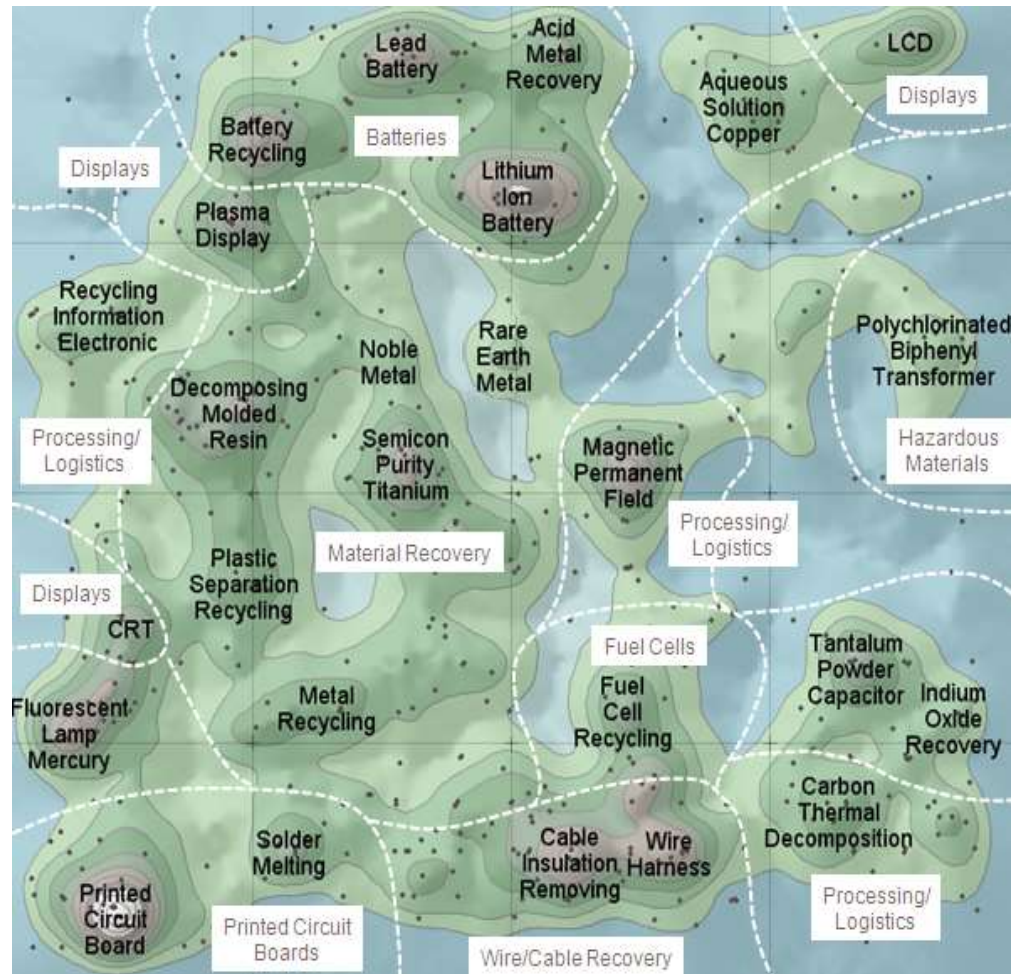 Lead
Battery
Acid
Metal
Recovery
LCD
Aqueous
Solution
Copper
Displays
Battery
Recycling
Batteries
Displays
Lithium
Ion
Battery
Plasma
Display
Recycling
Information
Electronic
Noble
Metal
Rare
Earth
Metal
Polychlorinated
Biphenyl
Transformer
Decomposing
Molded
Resin
Processing/
Logistics
Semicon
Purity
Titanium
Magnetic
Permanent
Field
Hazardous
Materials
Processing/
Logistics
Material Recovery
Plastic
Separation
Recycling
Displays
CRT
Fuel Cells
Tantalum
Powder
Capacitor
Fluorescent
Lamp
Mercury
Metal
Recycling
Fuel
Cell
Recycling
Indium
Oxide
Recovery
Carbon
Thermal
Decomposition
Solder
Melting
Cable
Insulation
Removing
Wire
Harness
Printed
Circuit
Board
Printed Circuit
Boards
Processing/
Logistics
Wire/Cable Recovery